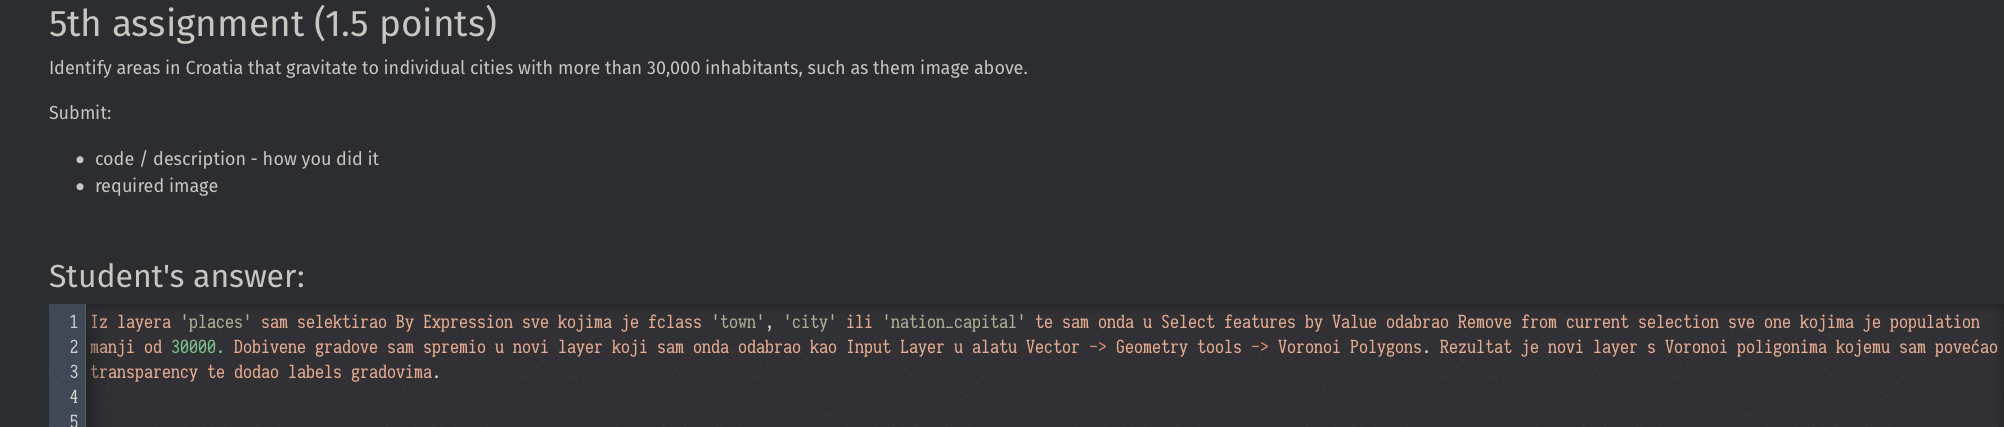 5th assignment (1.5 points)
Identify areas in Croatia that gravitate to individual cities with more than 30,000 inhabitants, such as them image above.
Submit:
• code / description - how you did it
• required image
Student's answer:
1 Iz layera 'places' sam selektirao By Expression sve kojima je fclass 'town', 'city' ili 'nation_capital' te sam onda u Select features by Value odabrao Remove from current selection sve one kojima je population
2 manji od 30000. Dobivene gradove sam spremio u novi layer koji sam onda odabrao kao Input Layer u alatu Vector -> Geometry tools -> Voronoi Polygons. Rezultat je novi layer s Voronoi poligonima kojemu sam povećao
3 transparency te dodao labels gradovima.
4
5